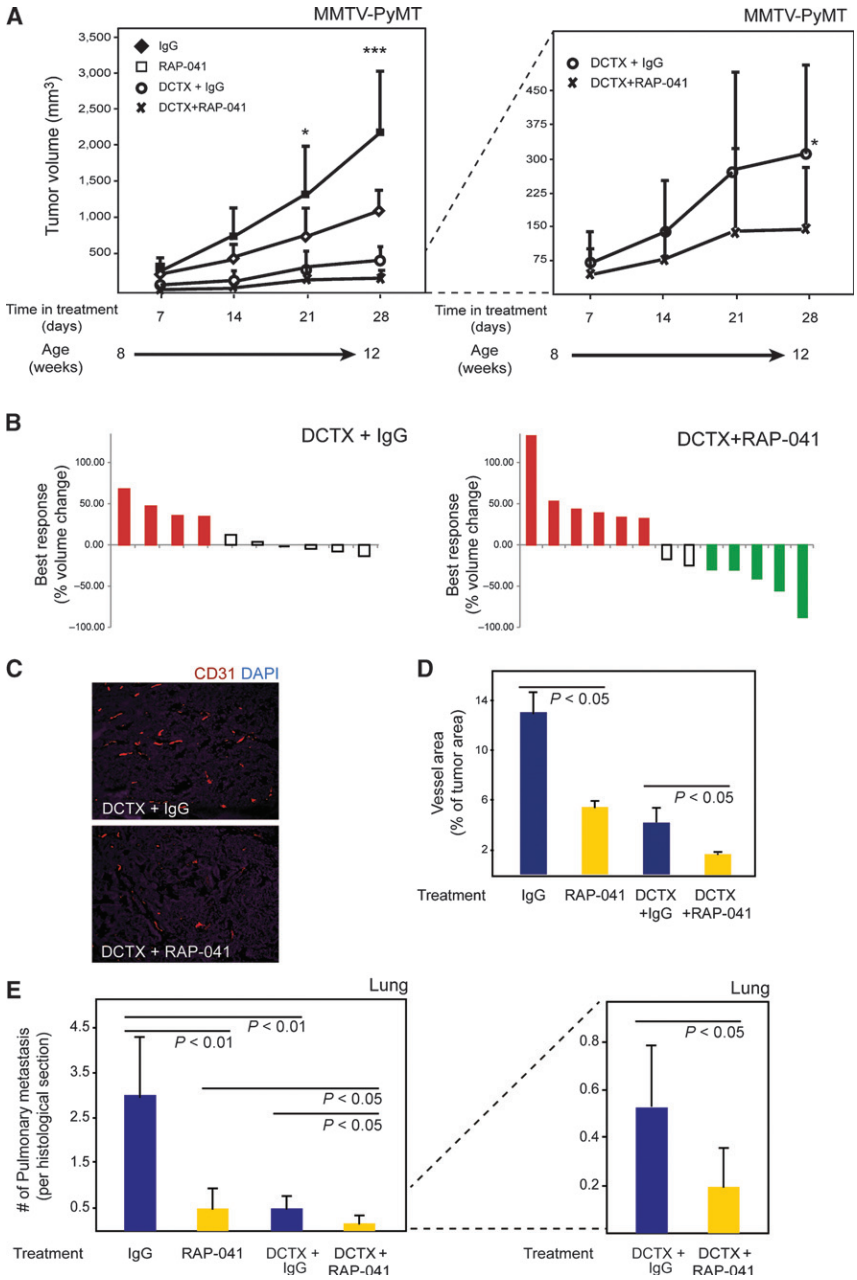 A
MMTV-PyMT
Tumor volume (mm³)
3,500
3,000
2,500
2,000
1,500
1,000
500
IgG
RAP-041
DCTX + IgG
DCTX+RAP-041
*
***
Time in treatment
(days)
7 14 21 28
Age
(weeks)
8 12
MMTV-PyMT
DCTX + IgG
DCTX+RAP-041
450
375
300
225
150
75
*
Time in treatment
(days)
7 14 21 28
Age
(weeks)
8 12
B
DCTX + IgG
Best response
(% volume change)
100.00
50.00
0.00
−50.00
−100.00
DCTX+RAP-041
Best response
(% volume change)
100.00
50.00
0.00
−50.00
−100.00
C
CD31 DAPI
DCTX + IgG
DCTX + RAP-041
D
Vessel area
(% of tumor area)
14
10
6
2
P < 0.05
P < 0.05
Treatment
IgG RAP-041 DCTX DCTX
+IgG +RAP-041
E
Lung
# of Pulmonary metastasis
(per histological section)
4.5
3.5
2.5
1.5
0.5
P < 0.01
P < 0.01
P < 0.05
P < 0.05
Treatment
IgG RAP-041 DCTX + DCTX +
IgG RAP-041
Lung
0.8
0.6
0.4
0.2
P < 0.05
Treatment
DCTX + DCTX +
IgG RAP-041